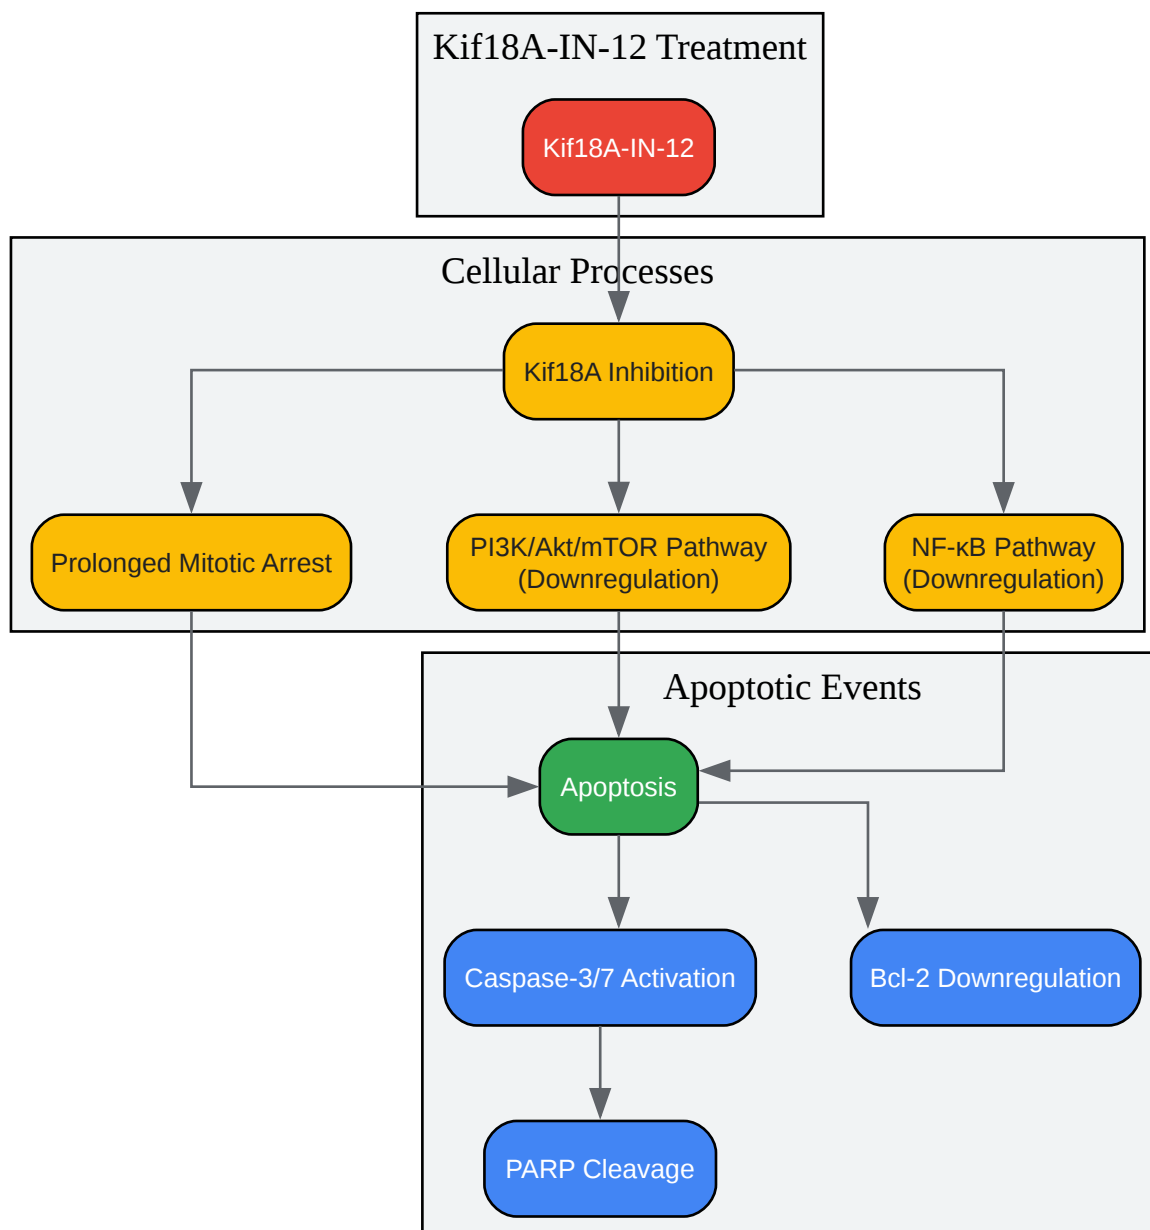 Kif18A-IN-12 Treatment
Kif18A-IN-12
Cellular Processes
Kif18A Inhibition
Prolonged Mitotic Arrest
PI3K/Akt/mTOR Pathway
(Downregulation)
NF-κB Pathway
(Downregulation)
Apoptotic Events
Apoptosis
Caspase-3/7 Activation
Bcl-2 Downregulation
PARP Cleavage